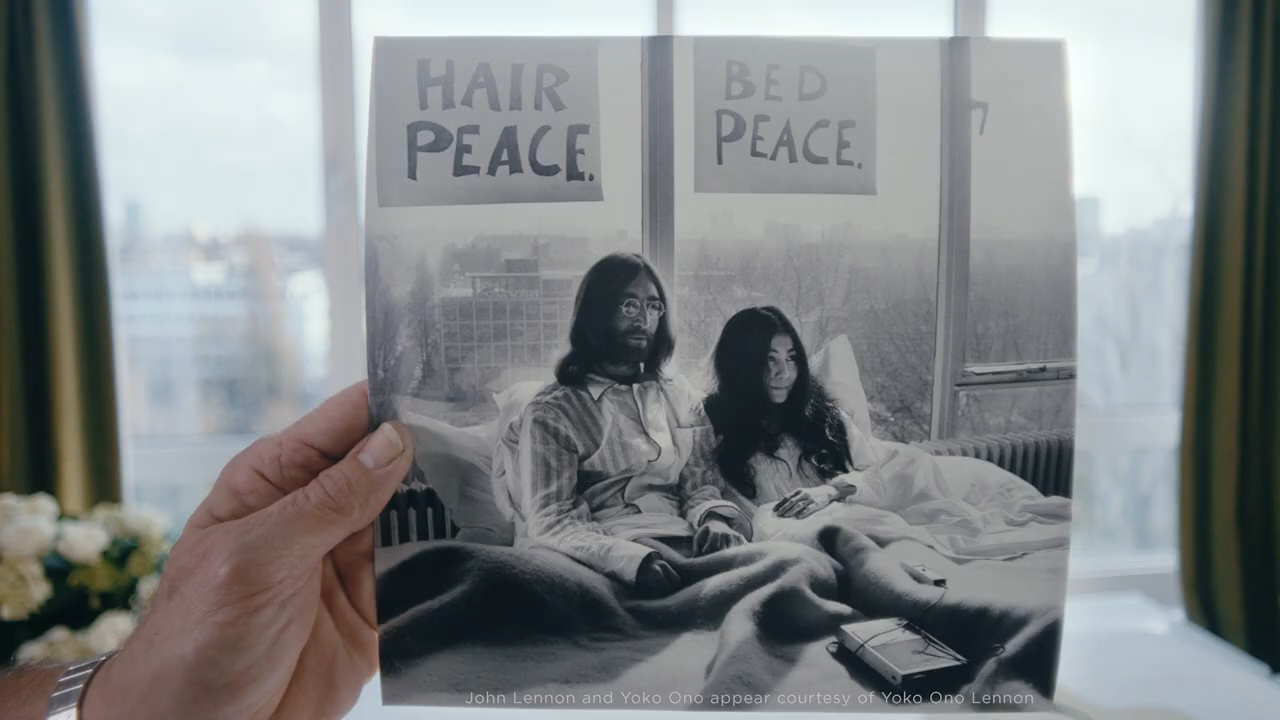 HAIR
PEACE.
BED
PEACE.
John Lennon and Yoko Ono appear courtesy of Yoko Ono Lennon